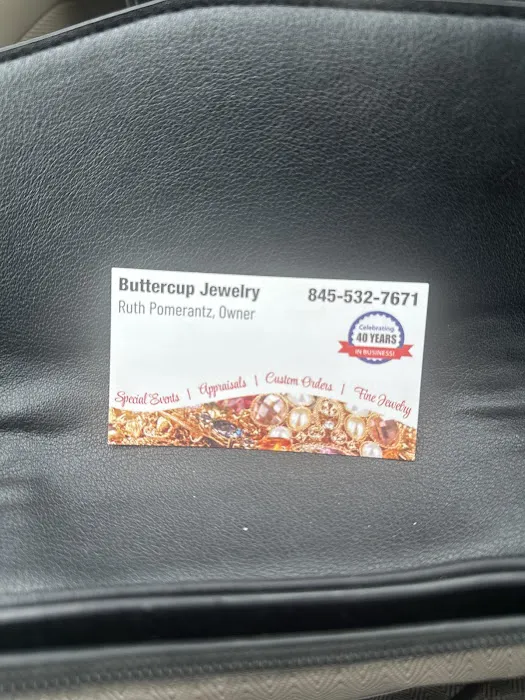 Buttercup Jewelry
Ruth Pomerantz, Owner
845-532-7671
Celebrating
40 YEARS
IN BUSINESS!
Special Events | Appraisals | Custom Orders | Fine Jewelry